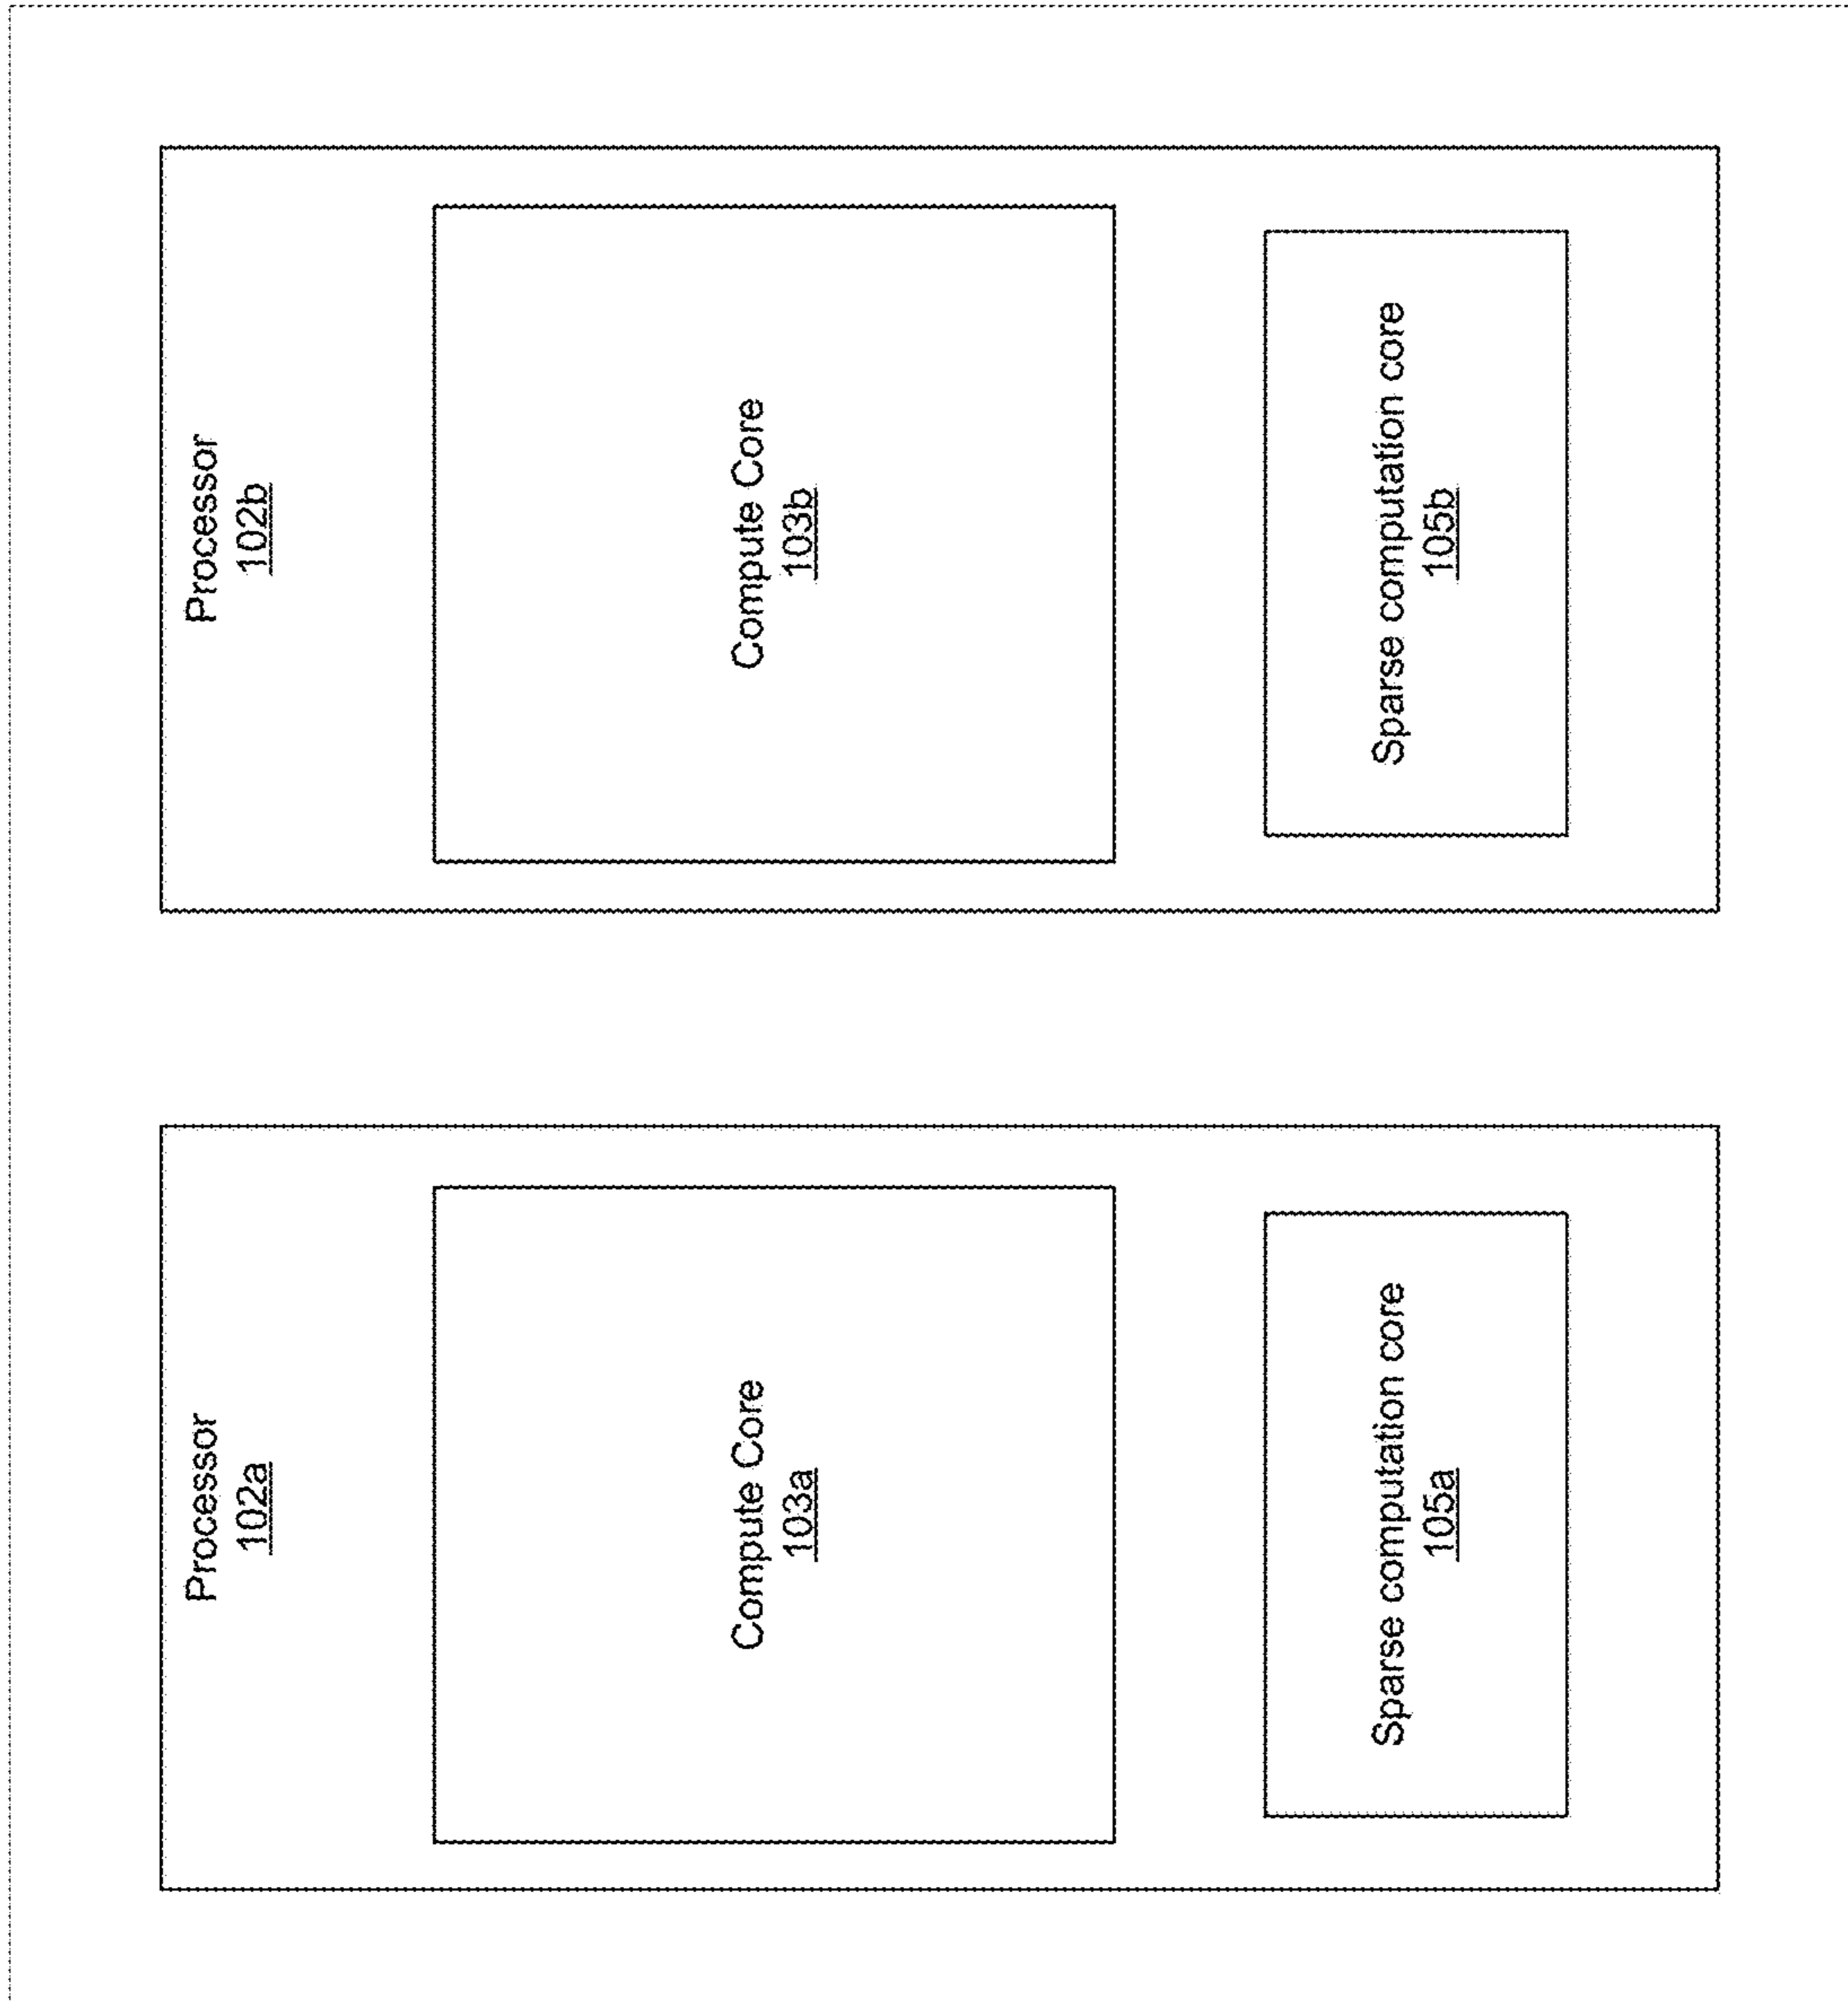 Processor
102a
Compute Core
103a
Sparse computation core
105a
Processor
102b
Compute Core
103b
Sparse computation core
105b